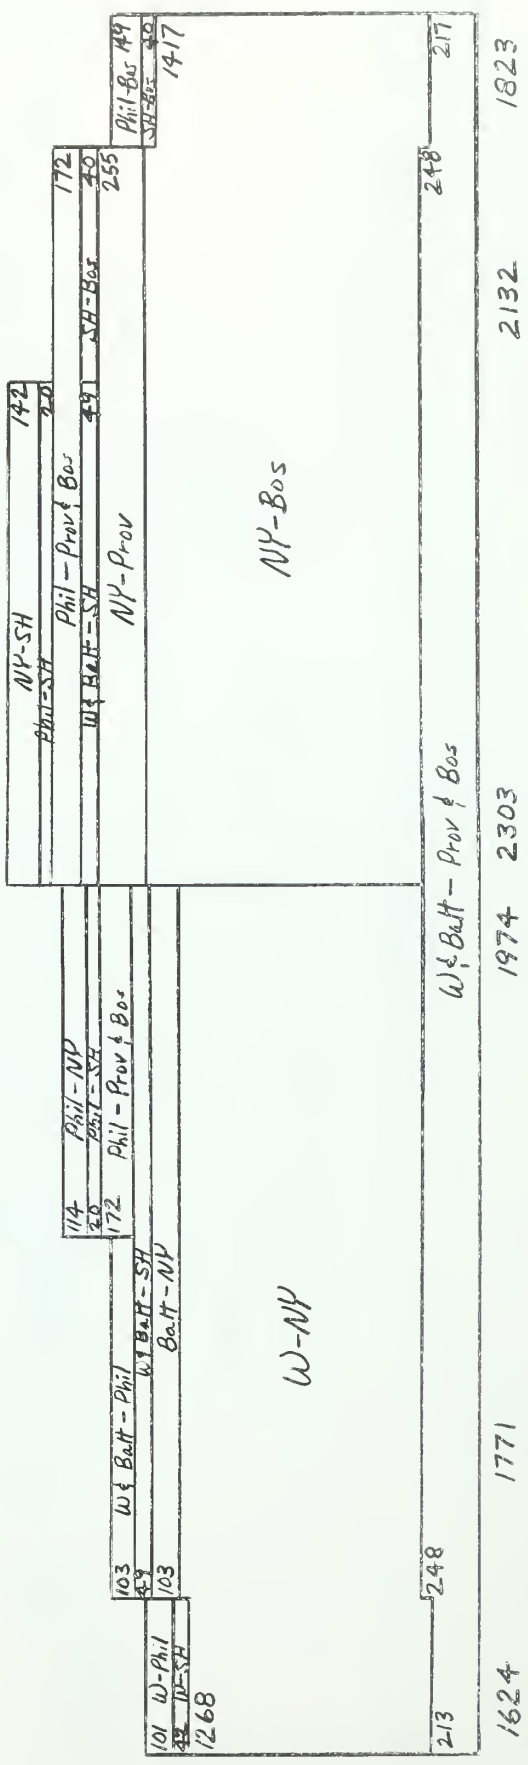 101 W-Phil
42 W-SH
1268
213
103 W & Balt - Phil
49 W & Balt - SH
103 Balt - NY
W-NY
248
114 Phil - NY
20 Phil - SH
172 Phil - Prov & Bos
NY-SH 142
Phil-SH 20
Phil - Prov & Bos 172
W & Balt - SH 49
SH-Bos 40
NY-Prov 255
NY-Bos
W & Balt - Prov & Bos
248
Phil-Bos 149
SH-Bos 40
1417
217
1624 1771 1974 2303 2132 1823